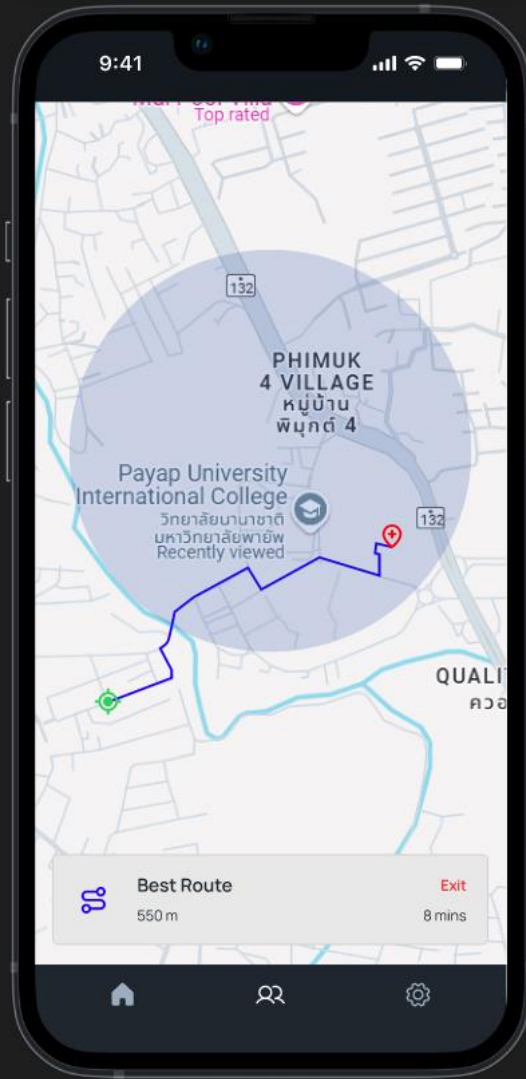 9:41
Top rated
132
PHIMUK
4 VILLAGE
หมู่บ้าน
พิมุกต์ 4
Payap University
International College
วิทยาลัยนานาชาติ
มหาวิทยาลัยพายัพ
Recently viewed
132
QUALI
ควอ
Best Route
Exit
550 m
8 mins